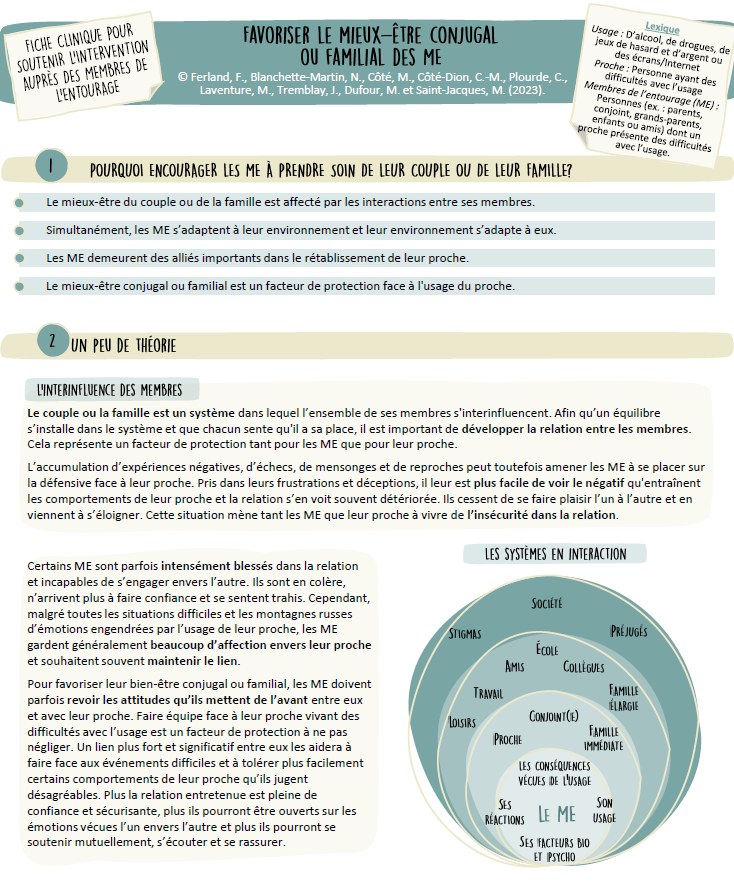 FICHE CLINIQUE POUR
SOUTENIR L'INTERVENTION
AUPRÈS DES MEMBRES DE
L'ENTOURAGE
FAVORISER LE MIEUX-ÊTRE CONJUGAL
OU FAMILIAL DES ME
© Ferland, F., Blanchette-Martin, N., Côté, M., Côté-Dion, C.-M., Plourde, C.,
Laventure, M., Tremblay, J., Dufour, M. et Saint-Jacques, M. (2023).
Lexique
Usage : D'alcool, de drogues, de
jeux de hasard et d'argent ou
des écrans/Internet
Proche : Personne ayant des
difficultés avec l'usage
Membres de l'entourage (ME) :
Personnes (ex. : parents,
conjoint, grands-parents,
enfants ou amis) dont un
proche présente des difficultés
avec l'usage.
1
POURQUOI ENCOURAGER LES ME À PRENDRE SOIN DE LEUR COUPLE OU DE LEUR FAMILLE?
Le mieux-être du couple ou de la famille est affecté par les interactions entre ses membres.
Simultanément, les ME s'adaptent à leur environnement et leur environnement s'adapte à eux.
Les ME demeurent des alliés importants dans le rétablissement de leur proche.
Le mieux-être conjugal ou familial est un facteur de protection face à l'usage du proche.
2
UN PEU DE THÉORIE
L'INTERINFLUENCE DES MEMBRES
Le couple ou la famille est un système dans lequel l'ensemble de ses membres s'interinfluencent. Afin qu'un équilibre
s'installe dans le système et que chacun sente qu'il a sa place, il est important de développer la relation entre les membres.
Cela représente un facteur de protection tant pour les ME que pour leur proche.
L'accumulation d'expériences négatives, d'échecs, de mensonges et de reproches peut toutefois amener les ME à se placer sur
la défensive face à leur proche. Pris dans leurs frustrations et déceptions, il leur est plus facile de voir le négatif qu'entraînent
les comportements de leur proche et la relation s'en voit souvent détériorée. Ils cessent de se faire plaisir l'un à l'autre et en
viennent à s'éloigner. Cette situation mène tant les ME que leur proche à vivre de l'insécurité dans la relation.
Certains ME sont parfois intensément blessés dans la relation
et incapables de s'engager envers l'autre. Ils sont en colère,
n'arrivent plus à faire confiance et se sentent trahis. Cependant,
malgré toutes les situations difficiles et les montagnes russes
d'émotions engendrées par l'usage de leur proche, les ME
gardent généralement beaucoup d'affection envers leur proche
et souhaitent souvent maintenir le lien.
Pour favoriser leur bien-être conjugal ou familial, les ME doivent
parfois revoir les attitudes qu'ils mettent de l'avant entre eux
et avec leur proche. Faire équipe face à leur proche vivant des
difficultés avec l'usage est un facteur de protection à ne pas
négliger. Un lien plus fort et significatif entre eux les aidera à
faire face aux événements difficiles et à tolérer plus facilement
certains comportements de leur proche qu'ils jugent
désagréables. Plus la relation entretenue est pleine de
confiance et sécurisante, plus ils pourront être ouverts sur les
émotions vécues l'un envers l'autre et plus ils pourront se
soutenir mutuellement, s'écouter et se rassurer.
LES SYSTÈMES EN INTERACTION
SOCIÉTÉ
STIGMAS
PRÉJUGÉS
ÉCOLE
AMIS
COLLÈGUES
TRAVAIL
FAMILLE
ÉLARGIE
LOISIRS
CONJOINT(E)
PROCHE
FAMILLE
IMMÉDIATE
LES CONSÉQUENCES
VÉCUES DE L'USAGE
SES
RÉACTIONS
LE ME
SON
USAGE
SES FACTEURS BIO
ET PSYCHO